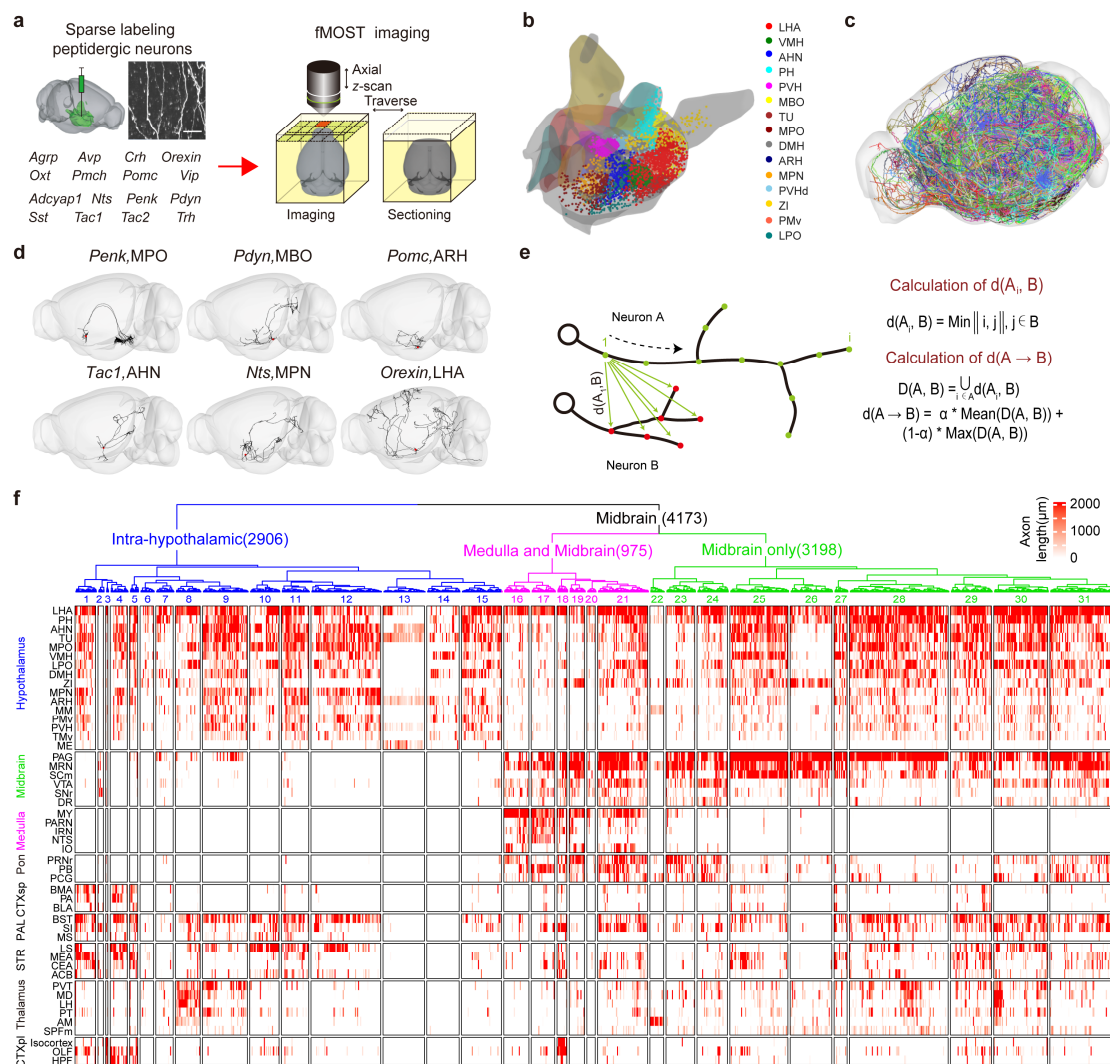 a
Sparse labeling
peptidergic neurons
fMOST imaging
Axial
z-scan
Traverse
Agrp Avp Crh Orexin
Oxt Pmch Pomc Vip
Adcyap1 Nts Penk Pdyn
Sst Tac1 Tac2 Trh
Imaging
Sectioning
b
LHA
VMH
AHN
PH
PVH
MBO
TU
MPO
DMH
ARH
MPN
PVHd
ZI
PMv
LPO
c
d
Penk,MPO
Pdyn,MBO
Pomc,ARH
Tac1,AHN
Nts,MPN
Orexin,LHA
e
Neuron A
1
i
d(Ai, B)
Neuron B
Calculation of d(Ai, B)
d(Ai, B) = Min || i, j ||, j ∈ B
Calculation of d(A → B)
D(A, B) = ∪ i ∈ A d(Ai, B)
d(A → B) = α * Mean(D(A, B)) +
(1-α) * Max(D(A, B))
f
Midbrain (4173)
Intra-hypothalamic(2906)
Medulla and Midbrain(975)
Midbrain only(3198)
Axon
length(μm)
2000
1000
0
1 2 3 4 5 6 7 8 9 10 11 12 13 14 15 16 17 18 19 20 21 22 23 24 25 26 27 28 29 30 31
Hypothalamus
LHA
PH
AHN
TU
MPO
VMH
LPO
DMH
ZI
MPN
ARH
MM
PMv
PVH
TMv
ME
Midbrain
PAG
MRN
SCm
VTA
SNr
DR
Medulla
MY
PARN
IRN
NTS
IO
Pon
PRNr
PB
PCG
CTXsp
BMA
PA
BLA
PAL
BST
SI
MS
STR
LS
MEA
CEA
ACB
Thalamus
PVT
MD
LH
PT
AM
SPFm
CTXpl
Isocortex
OLF
HPF